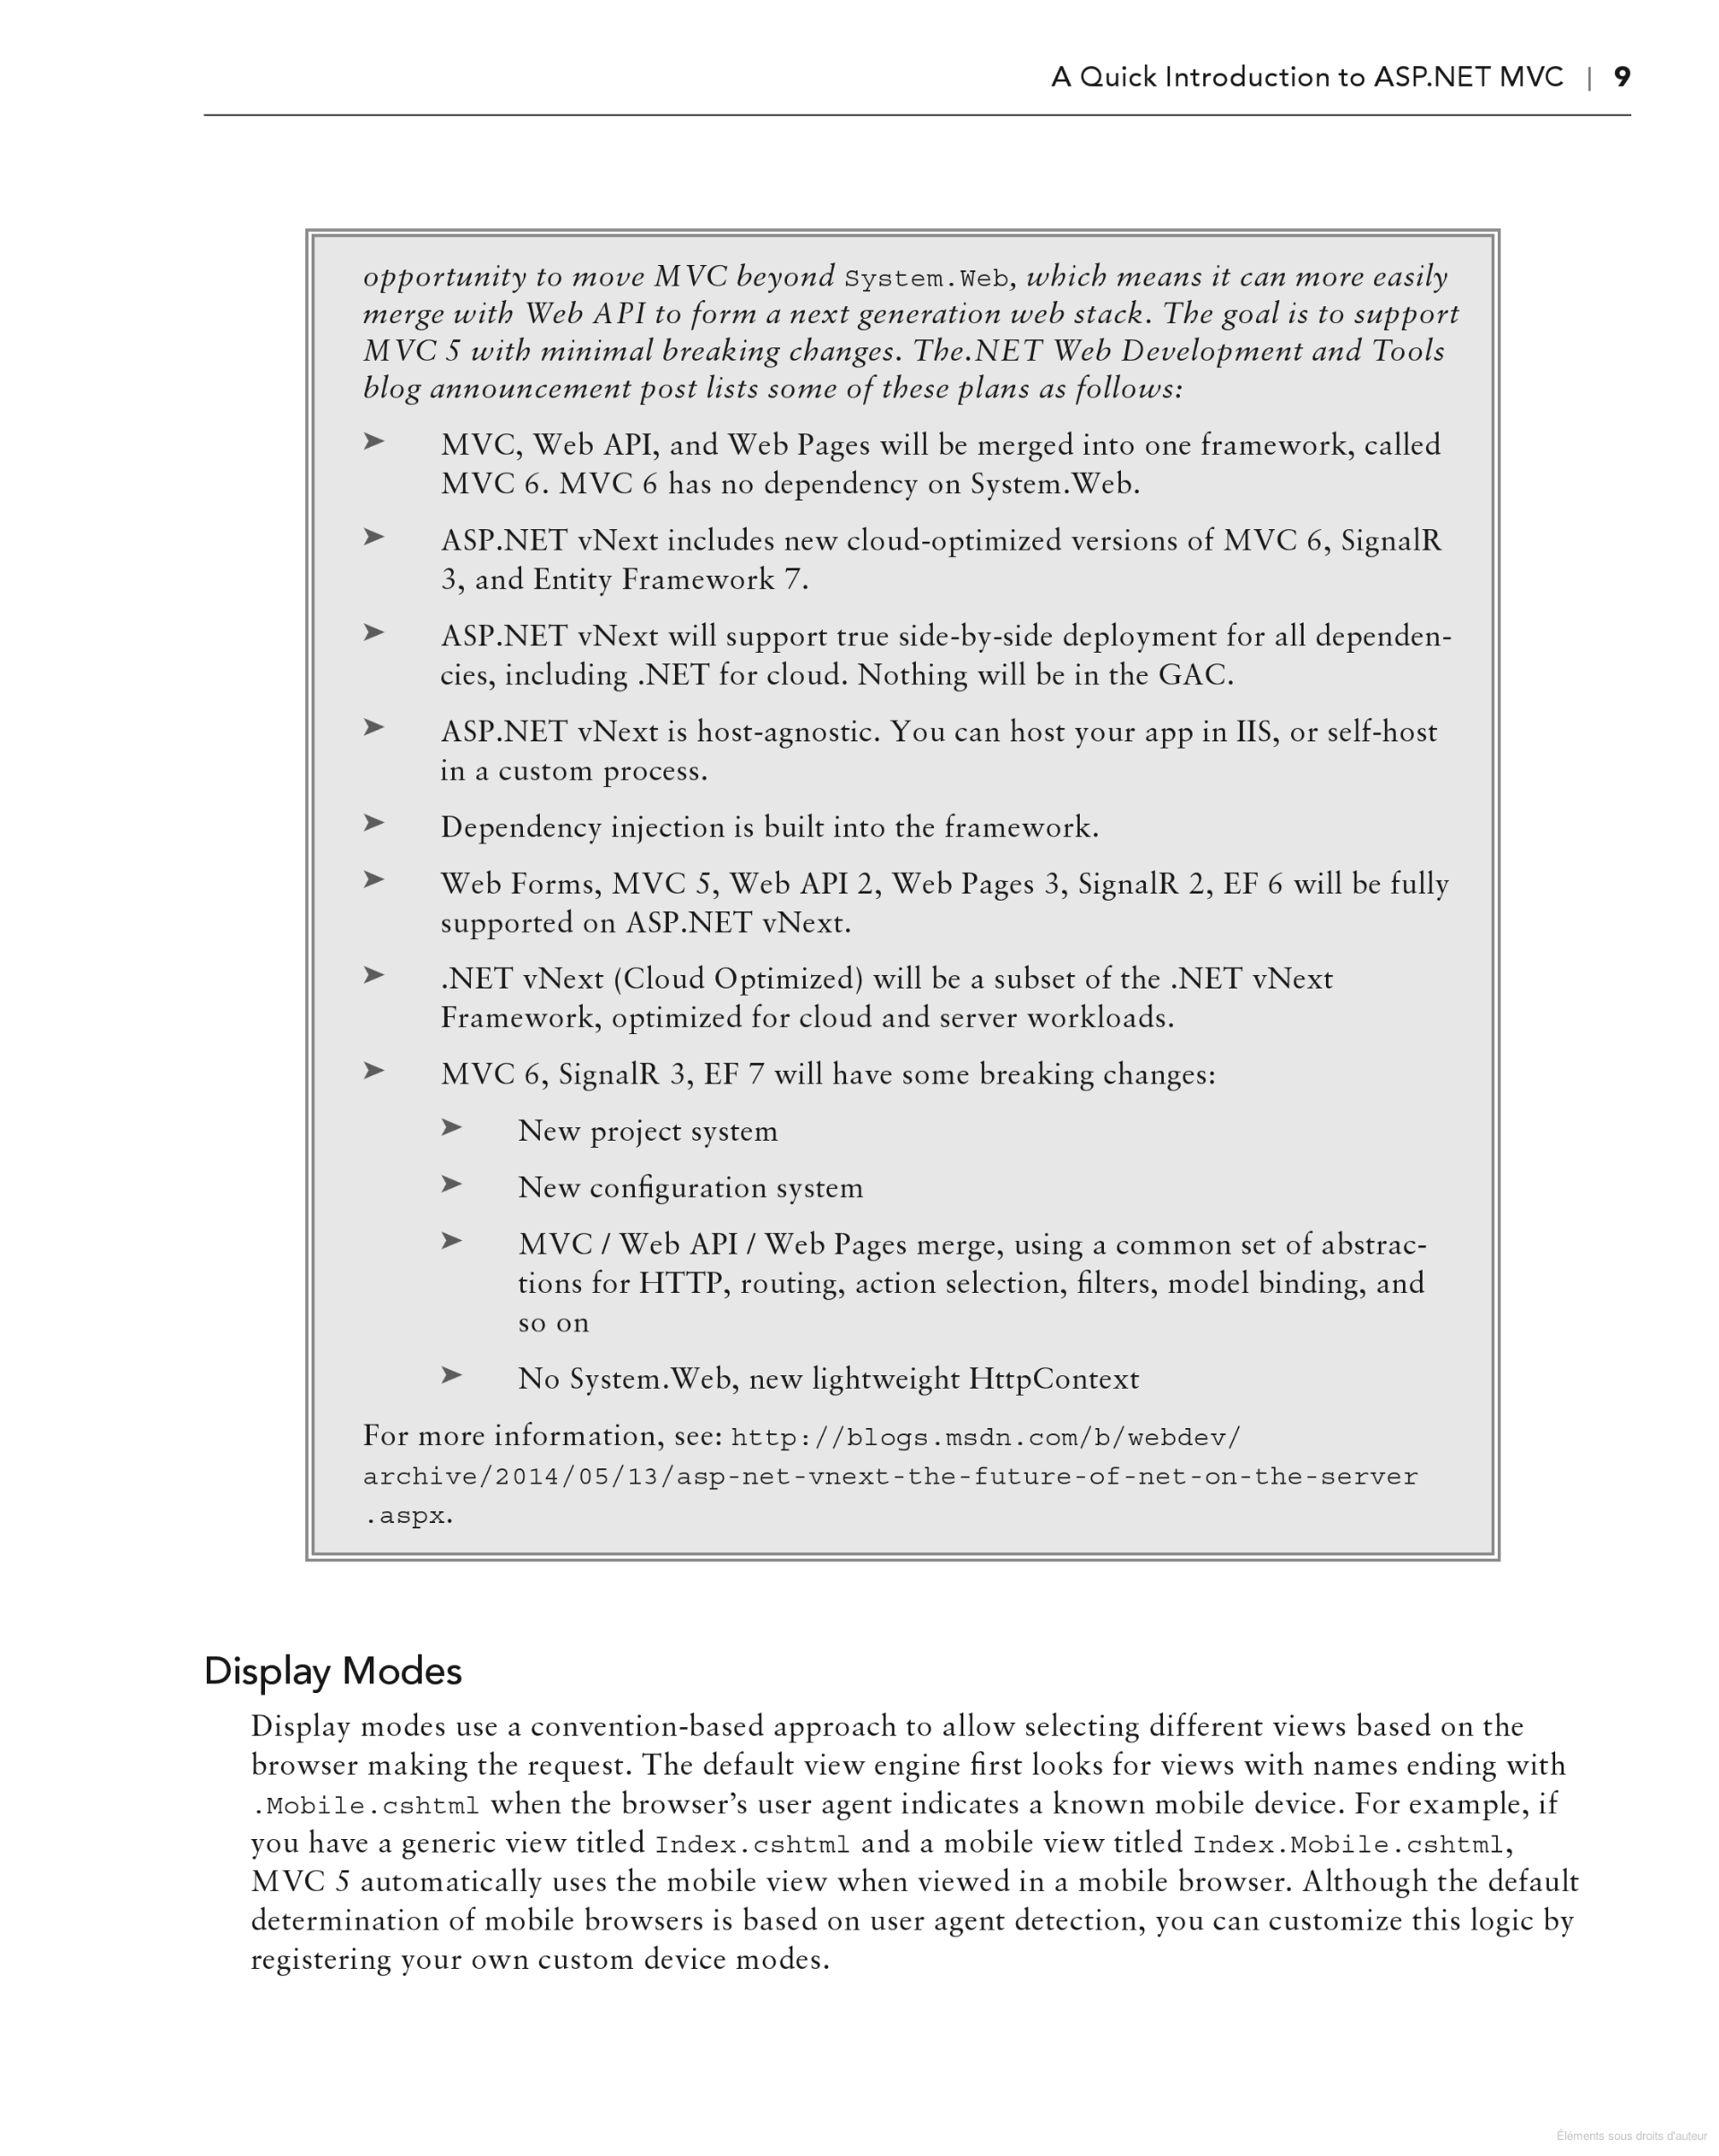 A Quick Introduction to ASP.NET MVC | 9
opportunity to move MVC beyond System.Web, which means it can more easily
merge with Web API to form a next generation web stack. The goal is to support
MVC 5 with minimal breaking changes. The.NET Web Development and Tools
blog announcement post lists some of these plans as follows:
➤ MVC, Web API, and Web Pages will be merged into one framework, called
MVC 6. MVC 6 has no dependency on System.Web.
➤ ASP.NET vNext includes new cloud-optimized versions of MVC 6, SignalR
3, and Entity Framework 7.
➤ ASP.NET vNext will support true side-by-side deployment for all dependen-
cies, including .NET for cloud. Nothing will be in the GAC.
➤ ASP.NET vNext is host-agnostic. You can host your app in IIS, or self-host
in a custom process.
➤ Dependency injection is built into the framework.
➤ Web Forms, MVC 5, Web API 2, Web Pages 3, SignalR 2, EF 6 will be fully
supported on ASP.NET vNext.
➤ .NET vNext (Cloud Optimized) will be a subset of the .NET vNext
Framework, optimized for cloud and server workloads.
➤ MVC 6, SignalR 3, EF 7 will have some breaking changes:
➤ New project system
➤ New configuration system
➤ MVC / Web API / Web Pages merge, using a common set of abstrac-
tions for HTTP, routing, action selection, filters, model binding, and
so on
➤ No System.Web, new lightweight HttpContext
For more information, see: http://blogs.msdn.com/b/webdev/
archive/2014/05/13/asp-net-vnext-the-future-of-net-on-the-server
.aspx.
Display Modes
Display modes use a convention-based approach to allow selecting different views based on the
browser making the request. The default view engine first looks for views with names ending with
.Mobile.cshtml when the browser’s user agent indicates a known mobile device. For example, if
you have a generic view titled Index.cshtml and a mobile view titled Index.Mobile.cshtml,
MVC 5 automatically uses the mobile view when viewed in a mobile browser. Although the default
determination of mobile browsers is based on user agent detection, you can customize this logic by
registering your own custom device modes.
Éléments sous droits d'auteur